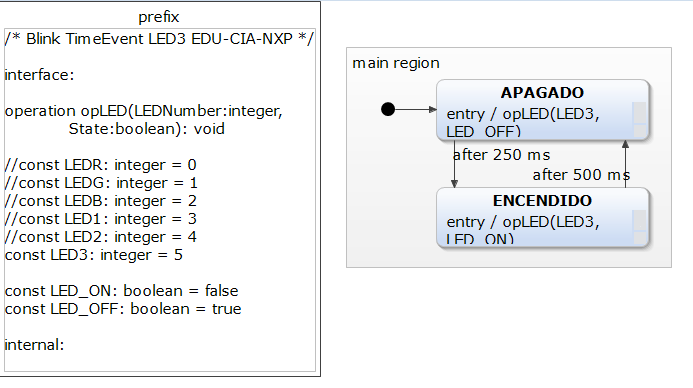 prefix
/* Blink TimeEvent LED3 EDU-CIA-NXP */
interface:
operation opLED(LEDNumber:integer,
State:boolean): void
//const LEDR: integer = 0
//const LEDG: integer = 1
//const LEDB: integer = 2
//const LED1: integer = 3
//const LED2: integer = 4
const LED3: integer = 5
const LED_ON: boolean = false
const LED_OFF: boolean = true
internal:
main region
APAGADO
entry / opLED(LED3,
LED_OFF)
after 250 ms
after 500 ms
ENCENDIDO
entry / opLED(LED3,
LED_ON)